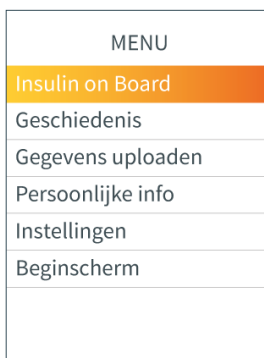 MENU
Insulin on Board
Geschiedenis
Gegevens uploaden
Persoonlijke info
Instellingen
Beginscherm